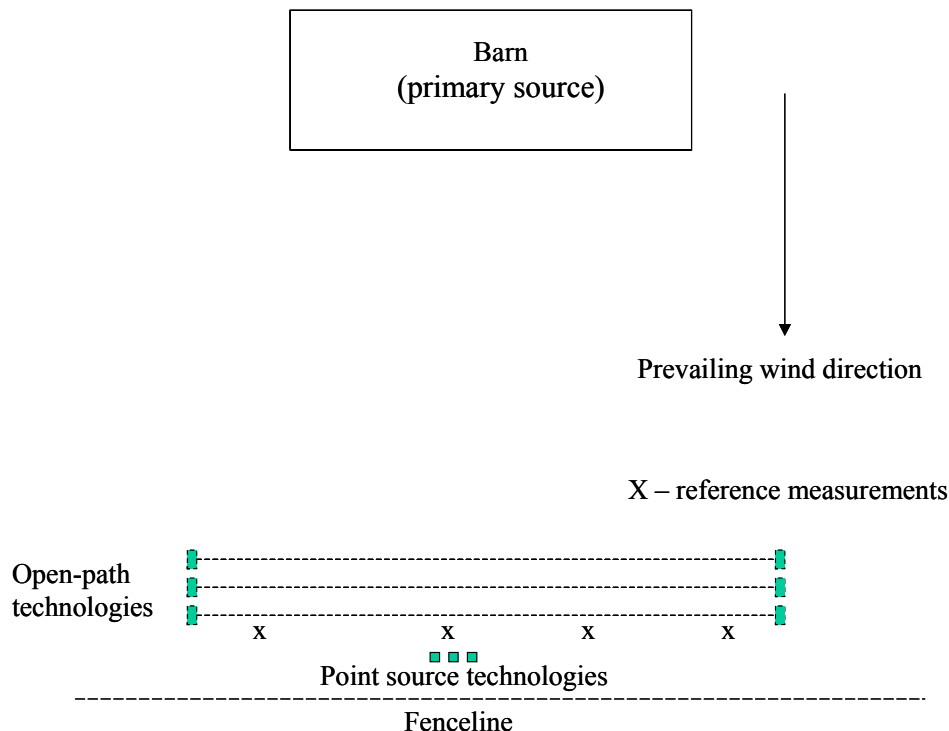 Barn
(primary source)
Prevailing wind direction
X – reference measurements
Open-path
technologies
x x x x
Point source technologies
Fenceline